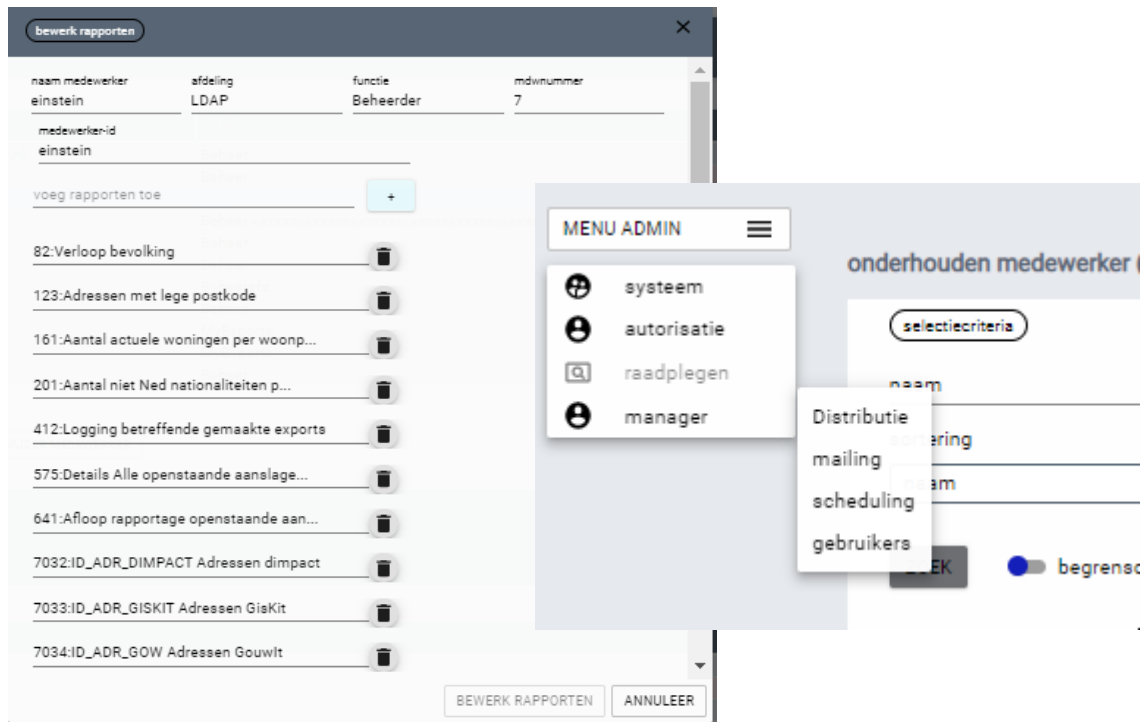 bewerk rapporten
naam medewerker afdeling functie mdwnummer
einstein LDAP Beheerder 7
medewerker-id
einstein
voeg rapporten toe +
82:Verloop bevolking
123:Adressen met lege postkode
161:Aantal actuele woningen per woonp...
201:Aantal niet Ned nationaliteiten p...
412:Logging betreffende gemaakte exports
575:Details Alle openstaande aanslage...
641:Afloop rapportage openstaande aan...
7032:ID_ADR_DIMPACT Adressen dimpact
7033:ID_ADR_GISKIT Adressen GisKit
7034:ID_ADR_GOW Adressen GouwIt
BEWERK RAPPORTEN ANNULEER
MENU ADMIN
systeem
autorisatie
raadplegen
manager
Distributie
mailing
scheduling
gebruikers
onderhouden medewerker (
selectiecriteria
naam